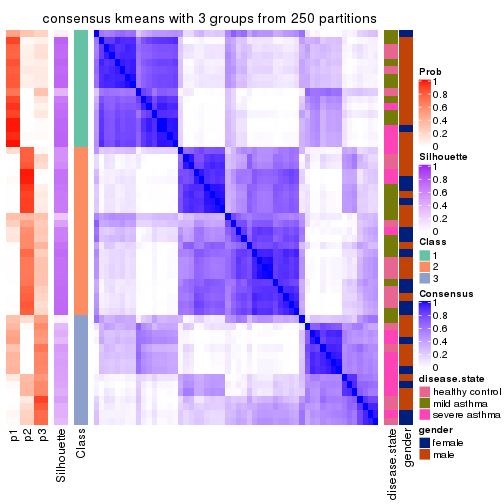 consensus kmeans with 3 groups from 250 partitions
Prob
1
0.8
0.6
0.4
0.2
0
Silhouette
1
0.8
0.6
0.4
0.2
0
Class
1
2
3
Consensus
1
0.8
0.6
0.4
0.2
0
disease.state
healthy control
mild asthma
severe asthma
gender
female
male
p1
p2
p3
Silhouette
Class
disease.state
gender